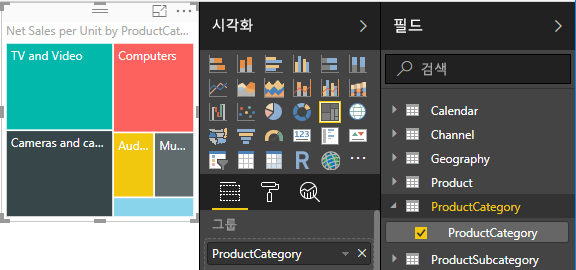 Net Sales per Unit by ProductCat...
TV and Video
Computers
Cameras and ca...
Aud...
Mu...
시각화
123
R
그룹
ProductCategory
필드
검색
Calendar
Channel
Geography
Product
ProductCategory
ProductCategory
ProductSubcategory